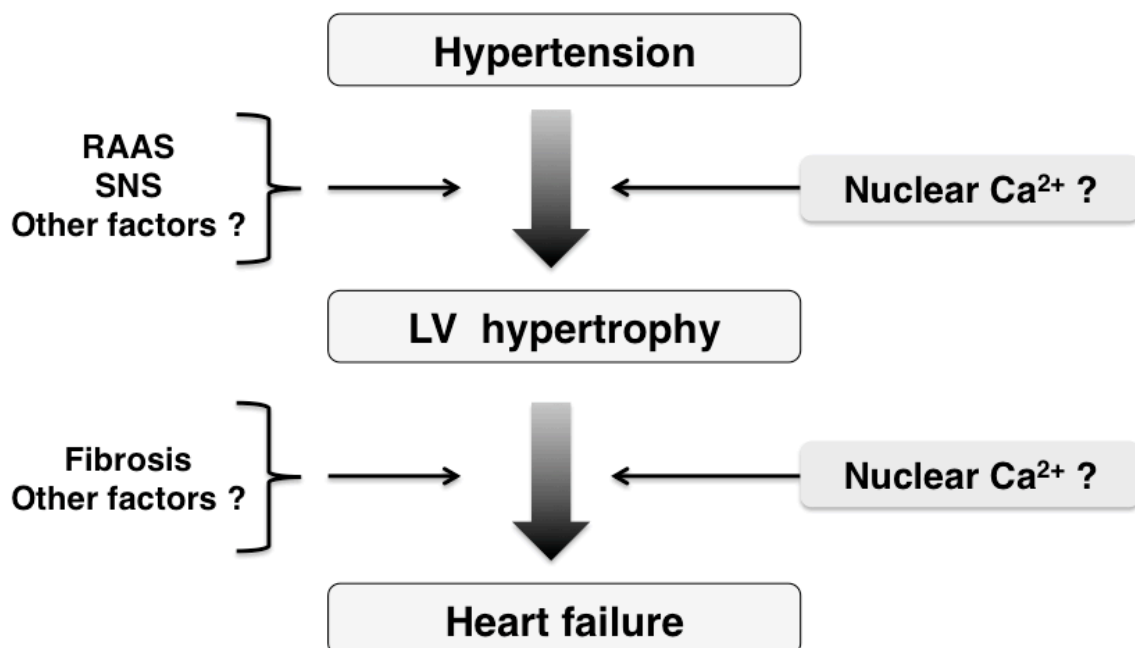 Hypertension
RAAS
SNS
Other factors ?
Nuclear Ca²⁺ ?
LV hypertrophy
Fibrosis
Other factors ?
Nuclear Ca²⁺ ?
Heart failure